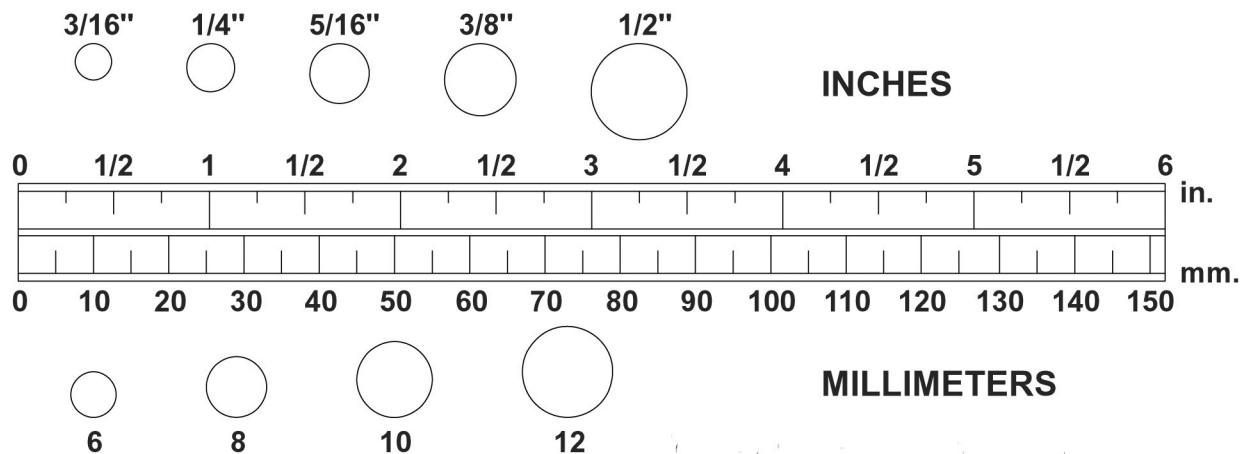 3/16" 1/4" 5/16" 3/8" 1/2"
INCHES
0 1/2 1 1/2 2 1/2 3 1/2 4 1/2 5 1/2 6
in.
mm.
0 10 20 30 40 50 60 70 80 90 100 110 120 130 140 150
MILLIMETERS
6 8 10 12